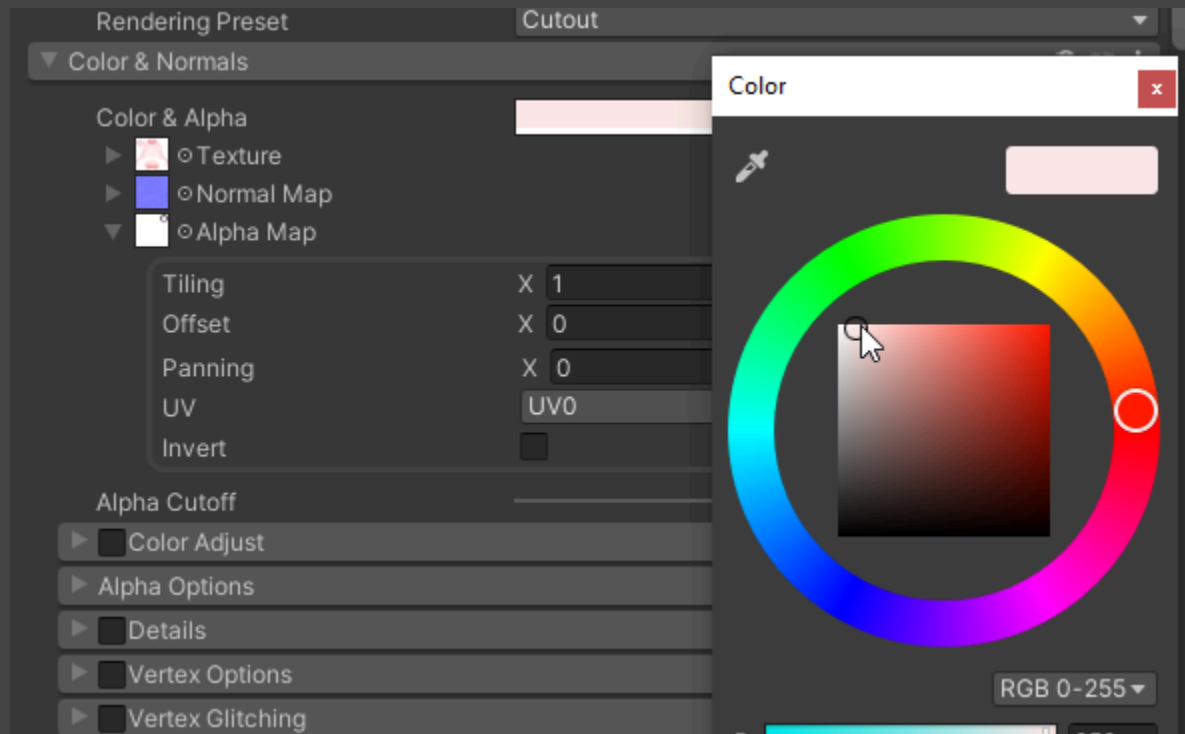 Rendering Preset Cutout
Color & Normals
Color & Alpha
Texture
Normal Map
Alpha Map
Tiling X 1
Offset X 0
Panning X 0
UV UV0
Invert
Alpha Cutoff
Color Adjust
Alpha Options
Details
Vertex Options
Vertex Glitching
Color x
RGB 0-255